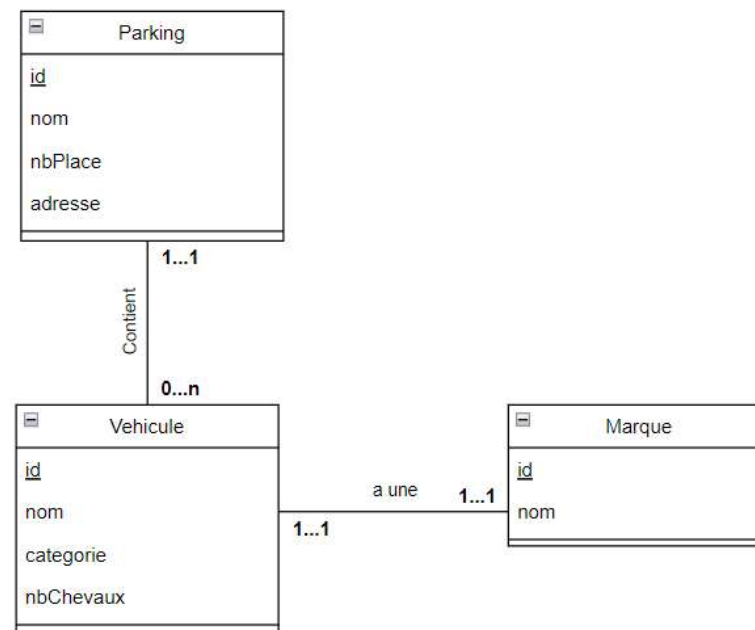 Parking
id
nom
nbPlace
adresse
1...1
Contient
0...n
Vehicule
id
nom
categorie
nbChevaux
a une
1...1
1...1
Marque
id
nom